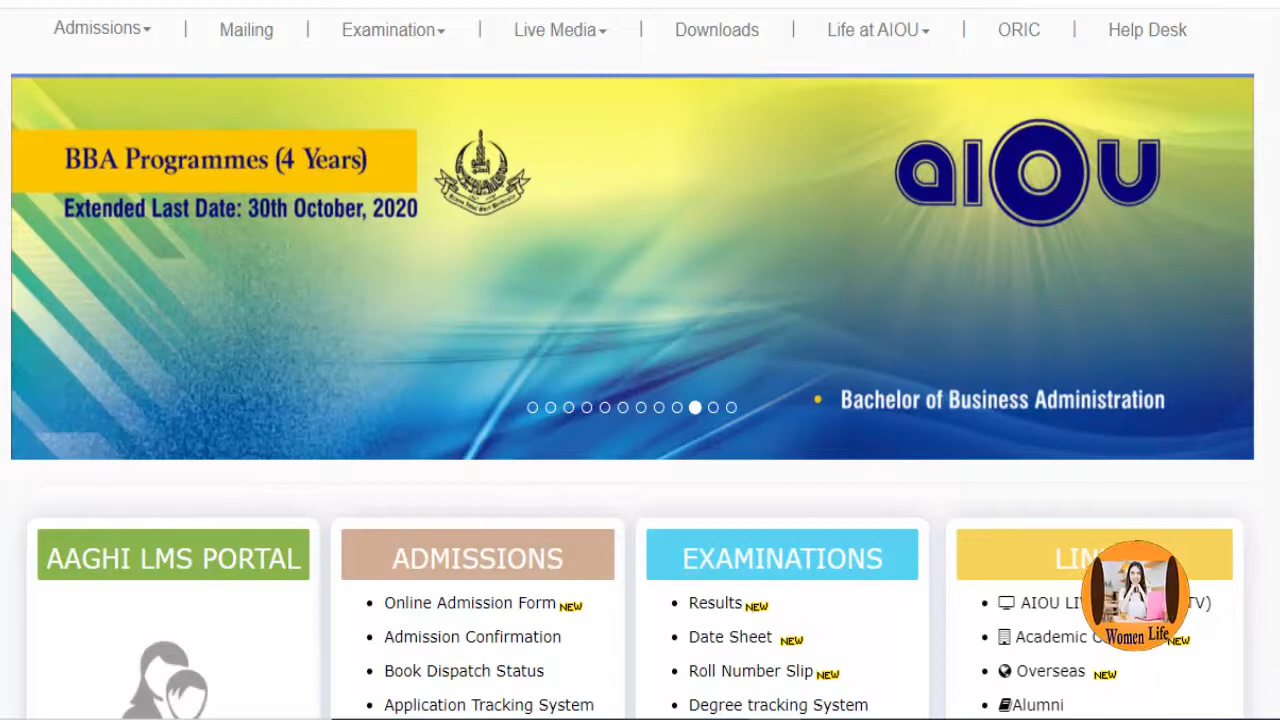 Admissions | Mailing | Examination | Live Media | Downloads | Life at AIOU | ORIC | Help Desk
BBA Programmes (4 Years)
Extended Last Date: 30th October, 2020
AIOU
Bachelor of Business Administration
AAGHI LMS PORTAL
ADMISSIONS
Online Admission Form NEW
Admission Confirmation
Book Dispatch Status
Application Tracking System
EXAMINATIONS
Results NEW
Date Sheet NEW
Roll Number Slip NEW
Degree tracking System
AIOU
TV)
Academic
NEW
Overseas NEW
Alumni
Women Life